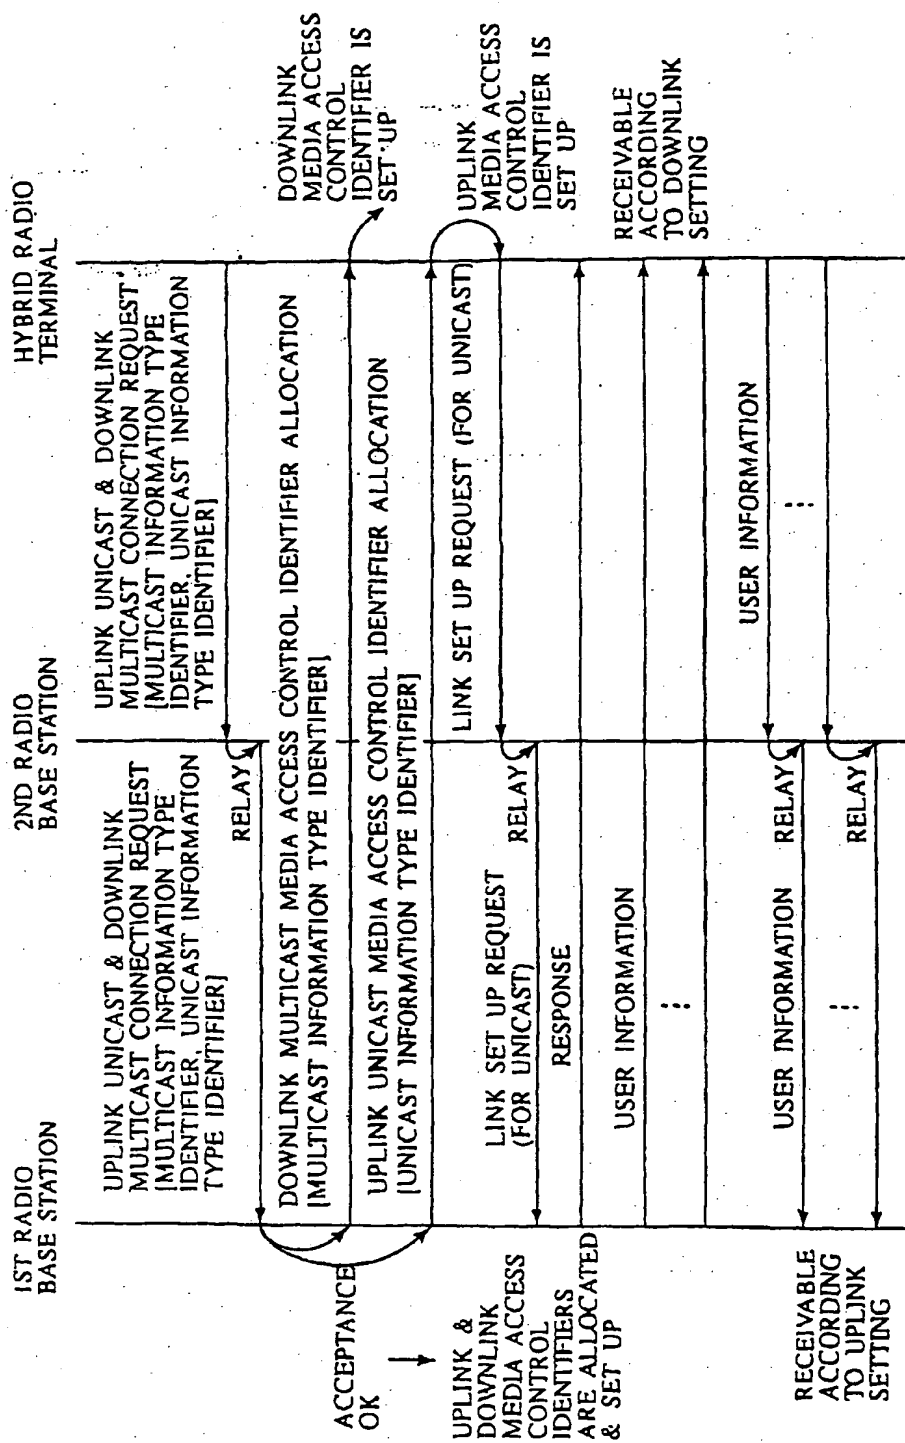 1ST RADIO
BASE STATION
2ND RADIO
BASE STATION
HYBRID RADIO
TERMINAL
UPLINK UNICAST & DOWNLINK
MULTICAST CONNECTION REQUEST
[MULTICAST INFORMATION TYPE
IDENTIFIER, UNICAST INFORMATION
TYPE IDENTIFIER]
UPLINK UNICAST & DOWNLINK
MULTICAST CONNECTION REQUEST
[MULTICAST INFORMATION TYPE
IDENTIFIER, UNICAST INFORMATION
TYPE IDENTIFIER]
RELAY
DOWNLINK MULTICAST MEDIA ACCESS CONTROL IDENTIFIER ALLOCATION
[MULTICAST INFORMATION TYPE IDENTIFIER]
DOWNLINK
MEDIA ACCESS
CONTROL
IDENTIFIER IS
SET UP
ACCEPTANCE
OK
UPLINK UNICAST MEDIA ACCESS CONTROL IDENTIFIER ALLOCATION
[UNICAST INFORMATION TYPE IDENTIFIER]
UPLINK
MEDIA ACCESS
CONTROL
IDENTIFIER IS
SET UP
UPLINK &
DOWNLINK
MEDIA ACCESS
CONTROL
IDENTIFIERS
ARE ALLOCATED
& SET UP
LINK SET UP REQUEST (FOR UNICAST)
LINK SET UP REQUEST
(FOR UNICAST)
RELAY
RESPONSE
USER INFORMATION
RECEIVABLE
ACCORDING
TO DOWNLINK
SETTING
USER INFORMATION
RELAY
USER INFORMATION
RELAY
RECEIVABLE
ACCORDING
TO UPLINK
SETTING